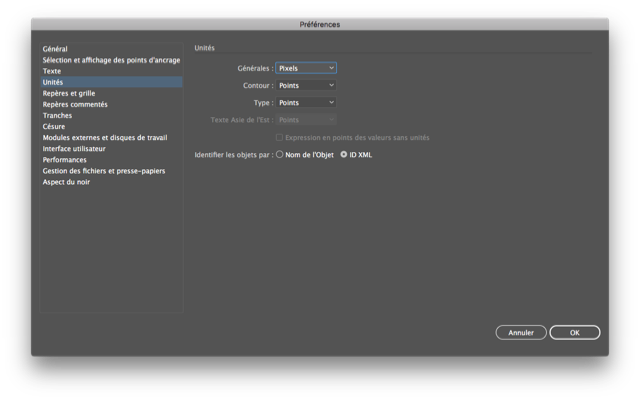 Préférences
Général
Sélection et affichage des points d'ancrage
Texte
Unités
Repères et grille
Repères commentés
Tranches
Césure
Modules externes et disques de travail
Interface utilisateur
Performances
Gestion des fichiers et presse-papiers
Aspect du noir
Unités
Générales : Pixels
Contour : Points
Type : Points
Texte Asie de l'Est : Points
Expression en points des valeurs sans unités
Identifier les objets par : Nom de l'Objet ID XML
Annuler OK